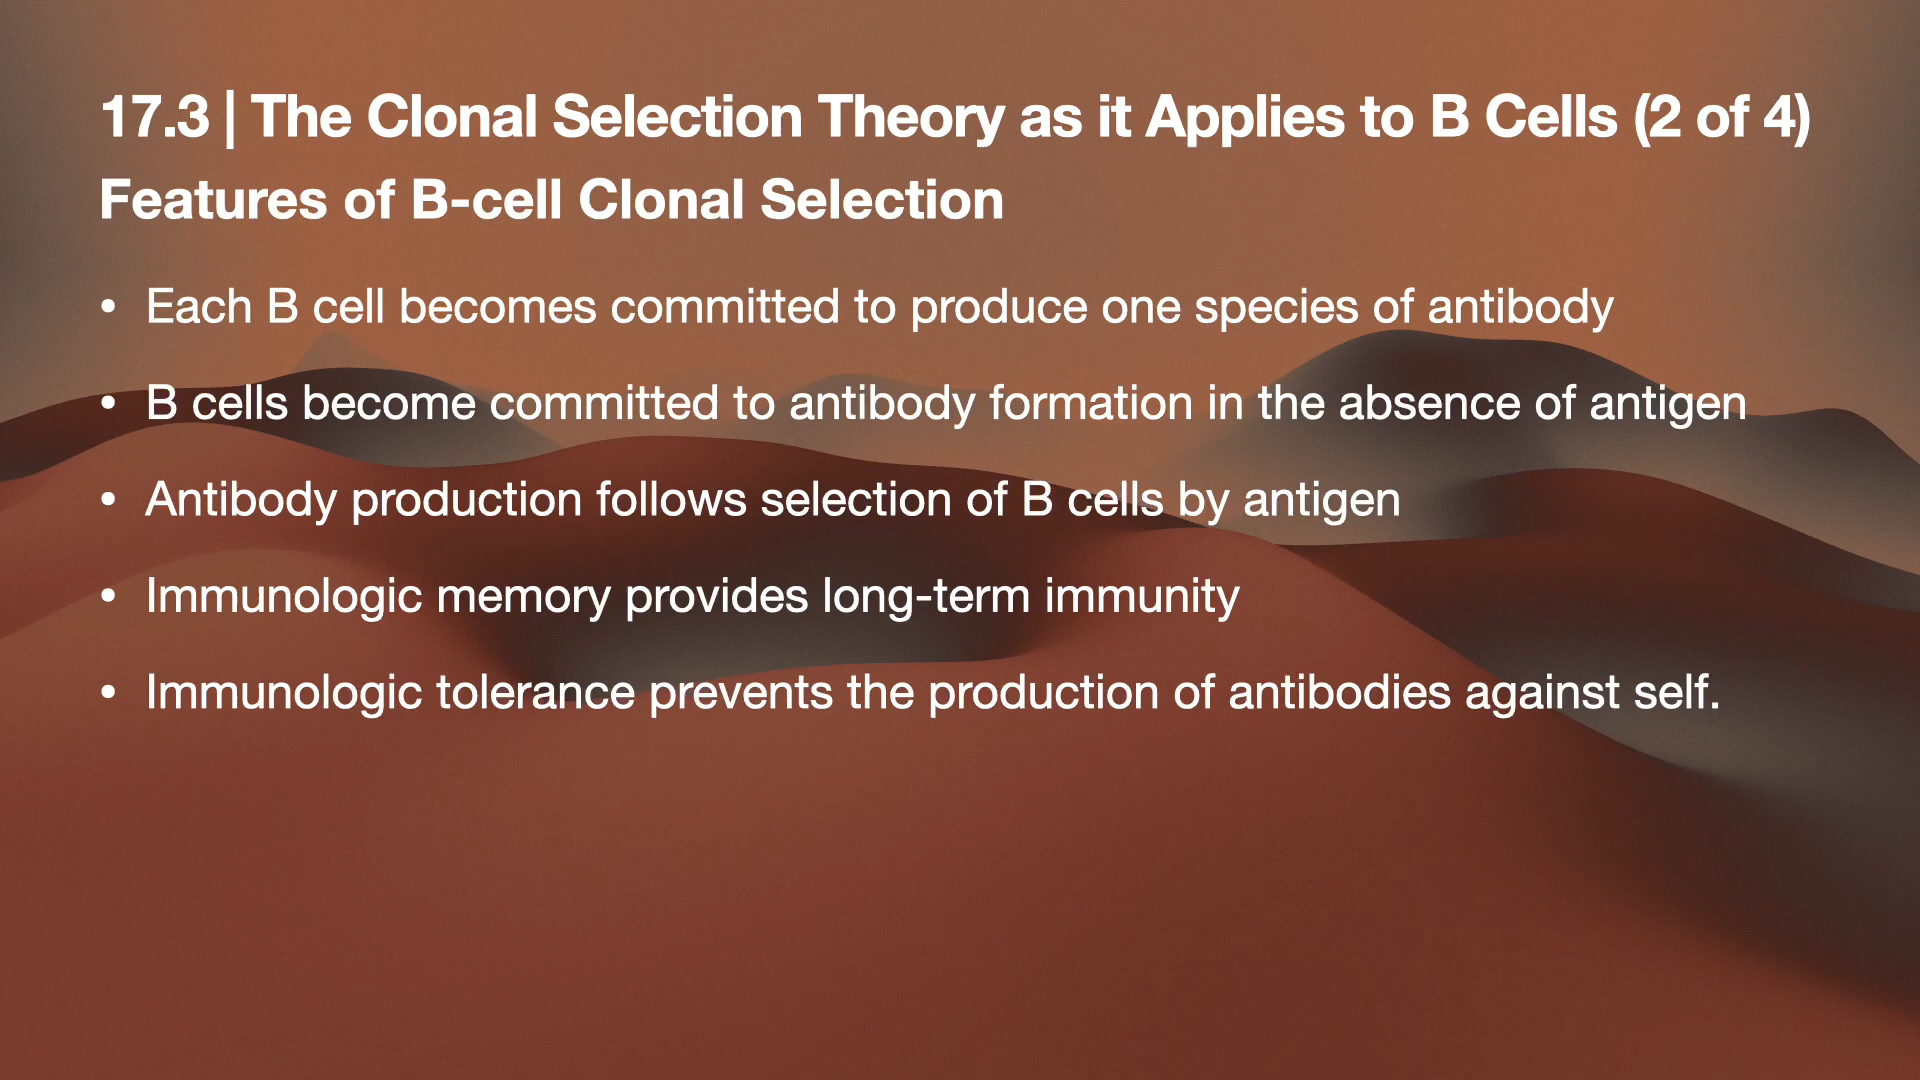 17.3 | The Clonal Selection Theory as it Applies to B Cells (2 of 4)
Features of B-cell Clonal Selection
• Each B cell becomes committed to produce one species of antibody
• B cells become committed to antibody formation in the absence of antigen
• Antibody production follows selection of B cells by antigen
• Immunologic memory provides long-term immunity
• Immunologic tolerance prevents the production of antibodies against self.